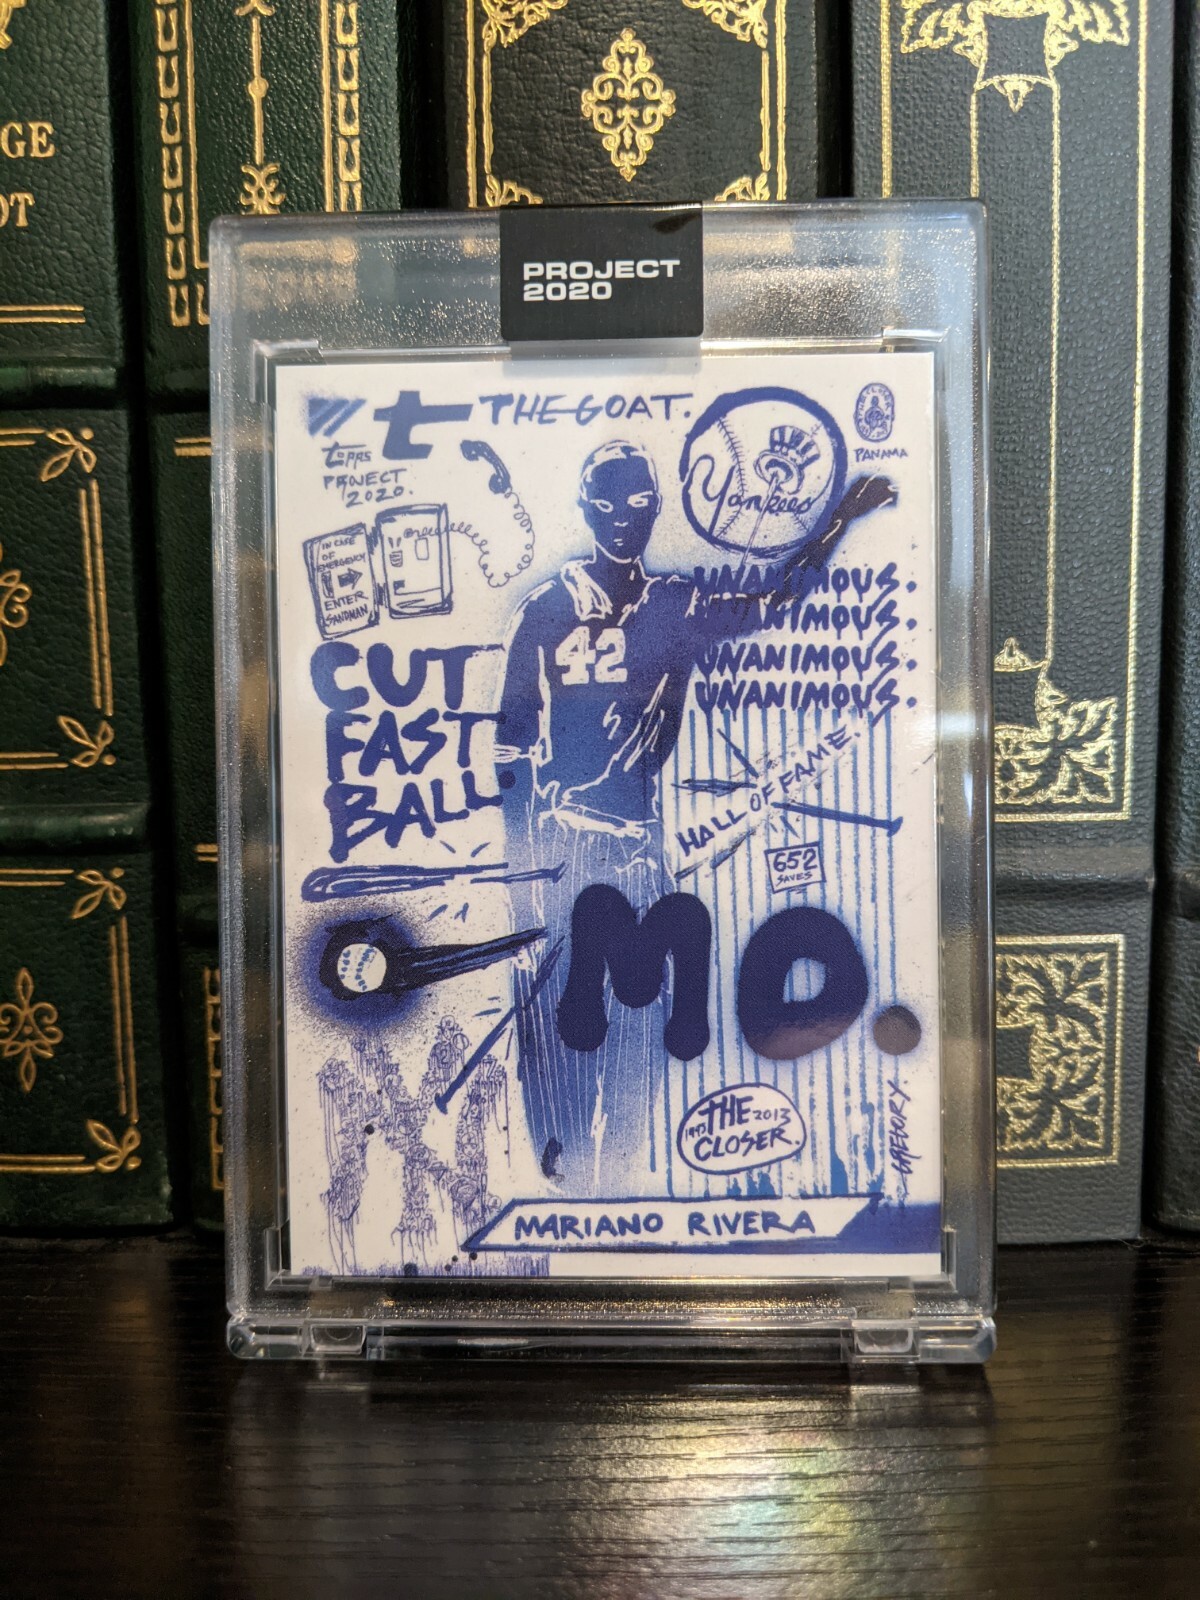 GE
OT
PROJECT
2020
t THE GOAT.
topps
PROJECT
2020.
Yankees
PANAMA
IN CASE
OF
EMERGENCY
ENTER
SANDMAN
42
UNANIMOUS.
UNANIMOUS.
UNANIMOUS.
UNANIMOUS.
CUT
FAST
BALL.
HALL OF FAME.
652
SAVES
MO.
THE 2013
CLOSER.
GREGORY.
MARIANO RIVERA